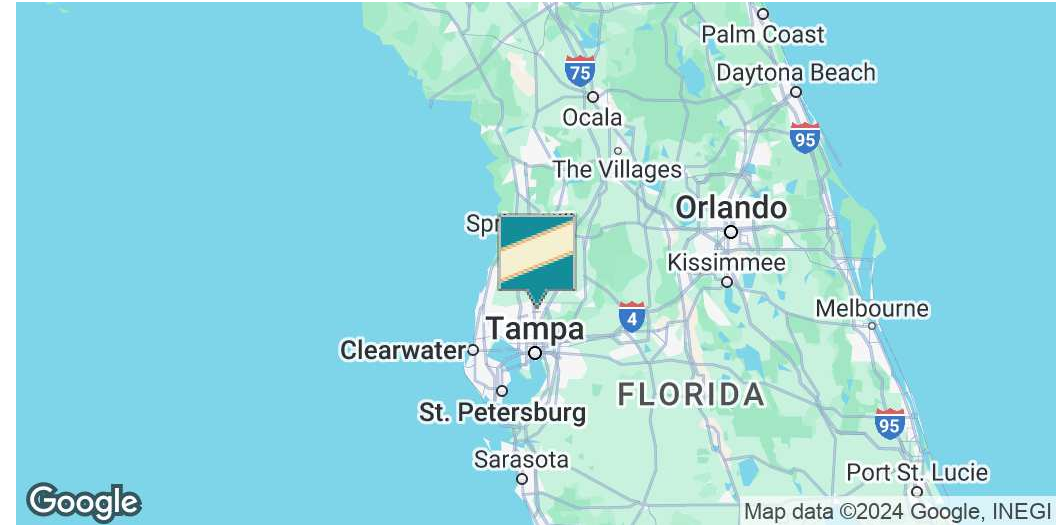 Palm Coast
75
Daytona Beach
Ocala
95
The Villages
Orlando
Kissimmee
4
Melbourne
Tampa
Clearwater
FLORIDA
St. Petersburg
95
Sarasota
Port St. Lucie
Google
Map data ©2024 Google, INEGI